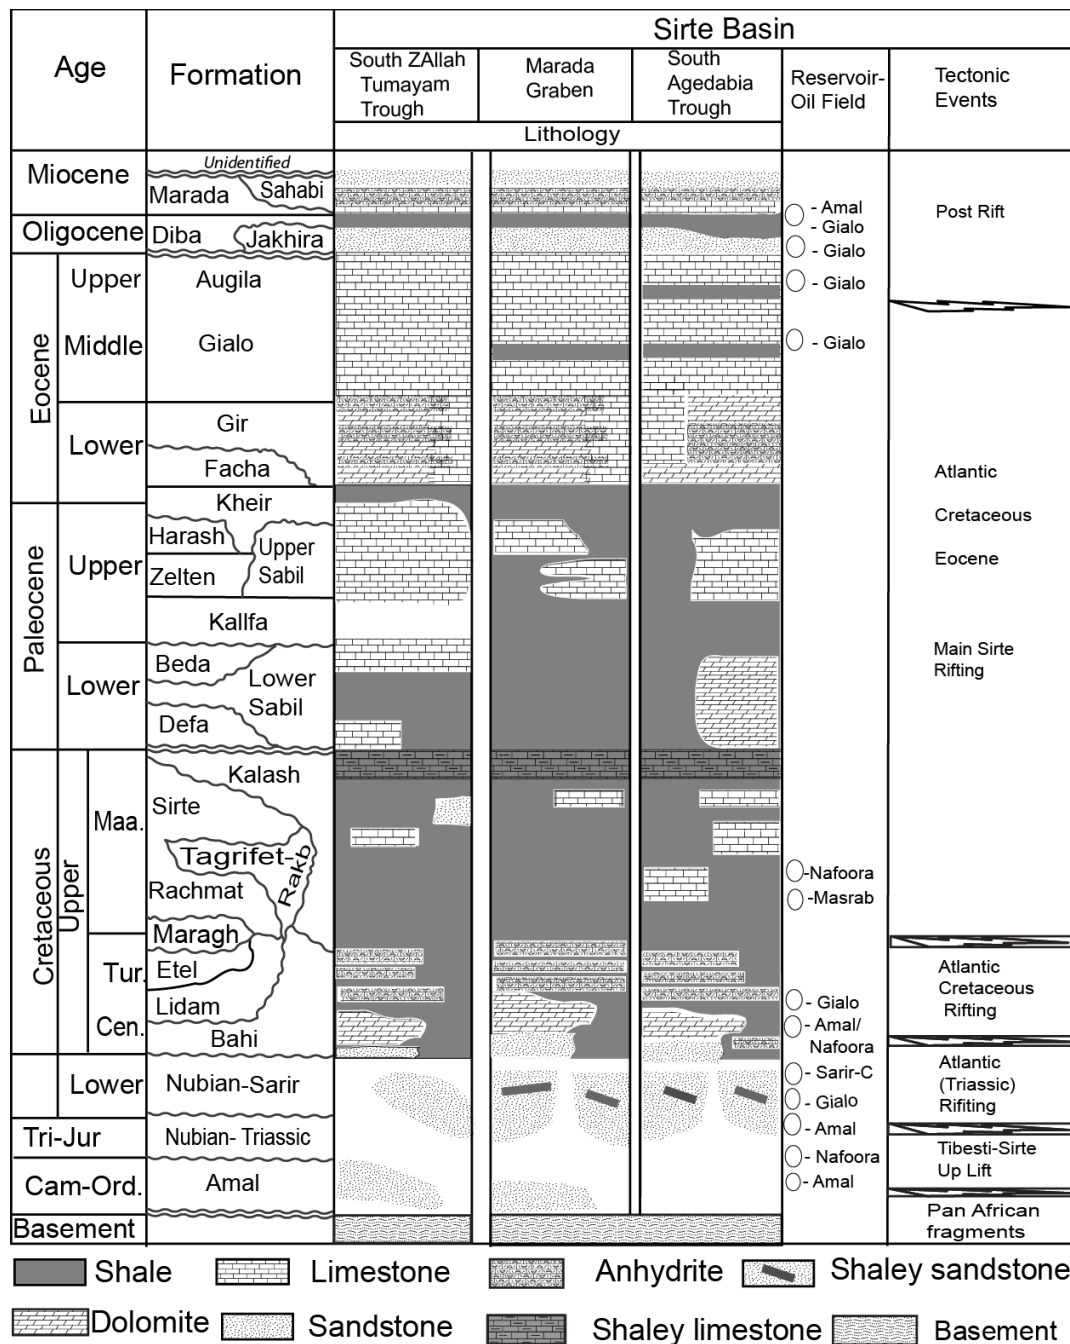 Sirte Basin
Age
Formation
South ZAllah
Tumayam
Trough
Marada
Graben
South
Agedabia
Trough
Reservoir-
Oil Field
Tectonic
Events
Lithology
Miocene
Unidentified
Marada
Sahabi
- Amal
- Gialo
Post Rift
Oligocene
Diba
Jakhira
- Gialo
Eocene
Upper
Augila
- Gialo
Middle
Gialo
- Gialo
Lower
Gir
Facha
Atlantic
Cretaceous
Eocene
Main Sirte
Rifting
Paleocene
Upper
Kheir
Harash
Zelten
Upper
Sabil
Kallfa
Lower
Beda
Lower
Sabil
Defa
Cretaceous
Upper
Maa.
Kalash
Sirte
Tagrifet-
Rakb
Rachmat
-Nafoora
-Masrab
Maragh
Tur.
Etel
Lidam
Cen.
Bahi
- Gialo
- Amal/
Nafoora
Atlantic
Cretaceous
Rifting
Lower
Nubian-Sarir
- Sarir-C
- Gialo
Atlantic
(Triassic)
Rifiting
Tri-Jur
Nubian- Triassic
- Amal
- Nafoora
Tibesti-Sirte
Up Lift
Cam-Ord.
Amal
- Amal
Basement
Pan African
fragments
Shale
Limestone
Anhydrite
Shaley sandstone
Dolomite
Sandstone
Shaley limestone
Basement